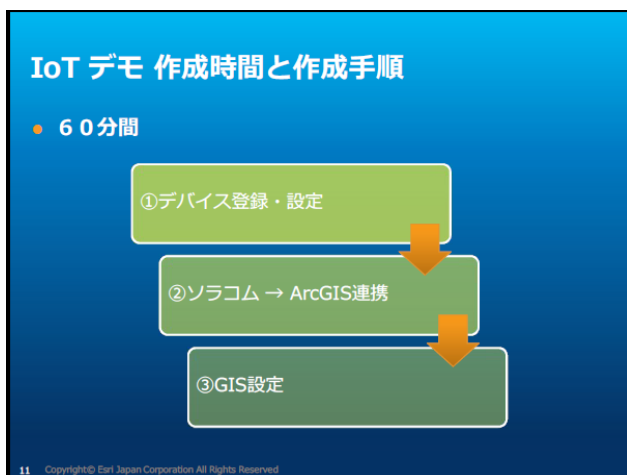 IoT デモ 作成時間と作成手順
● ６０分間
①デバイス登録・設定
②ソラコム → ArcGIS連携
③GIS設定
11 Copyright© Esri Japan Corporation All Rights Reserved